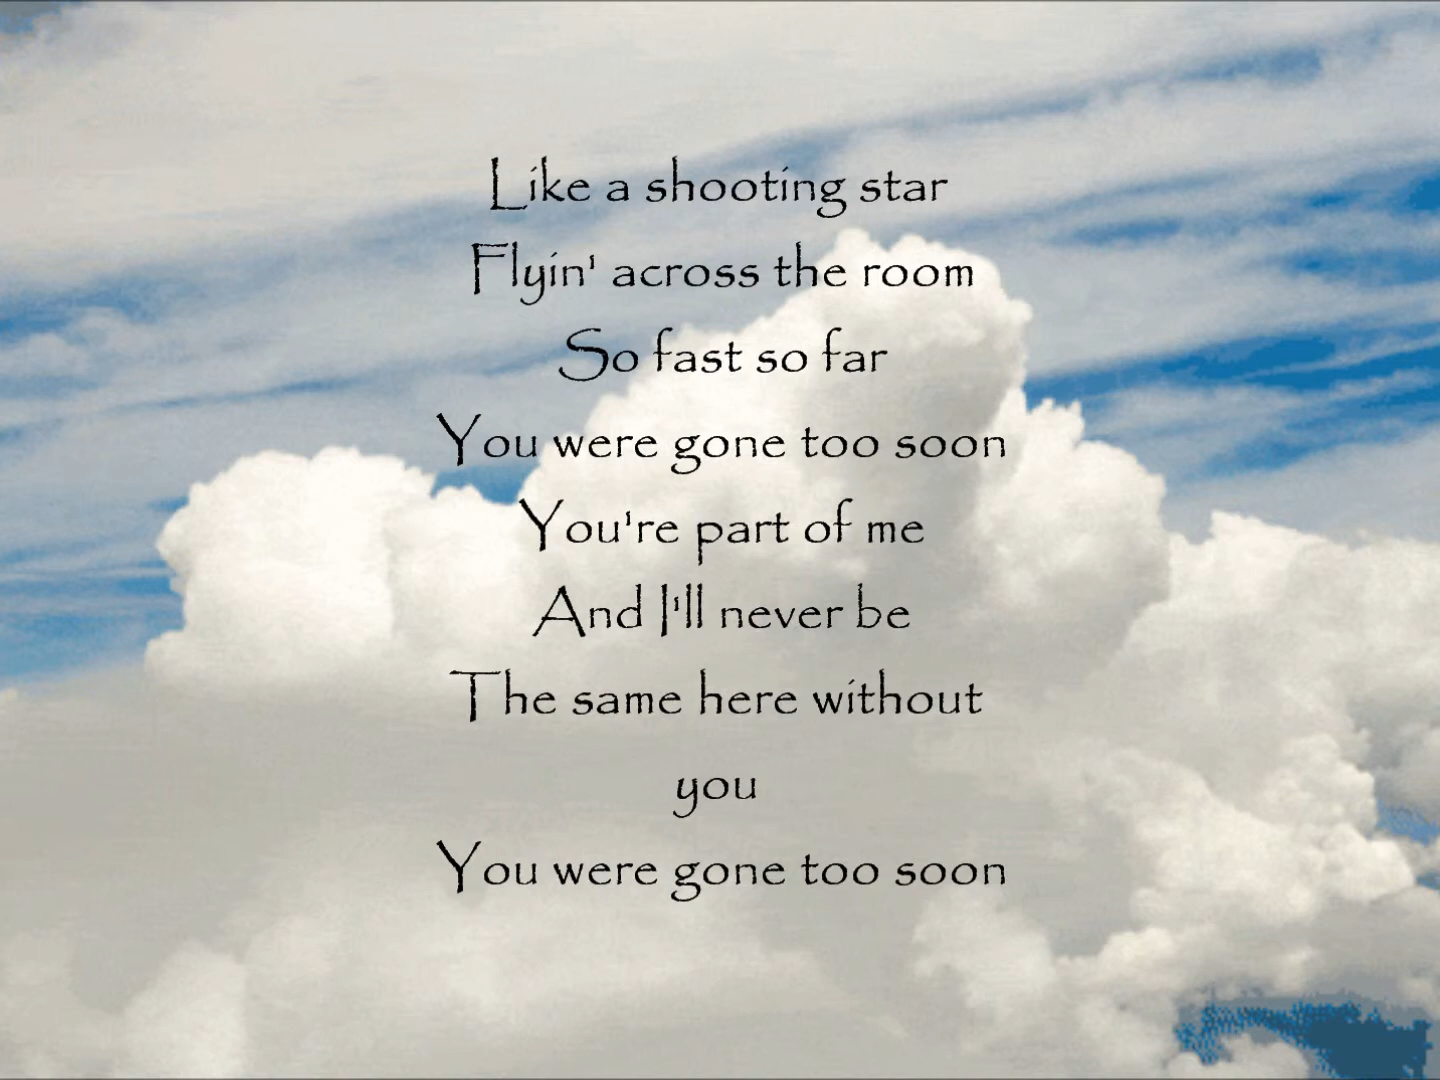 Like a shooting star
Flyin' across the room
So fast so far
You were gone too soon
You're part of me
And I'll never be
The same here without
you
You were gone too soon